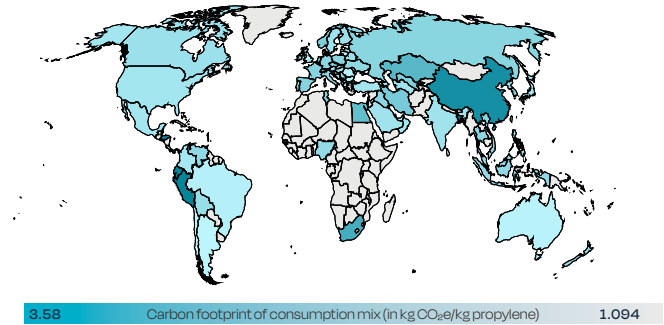 3.58 Carbon footprint of consumption mix (in kg CO₂e/kg propylene) 1.094